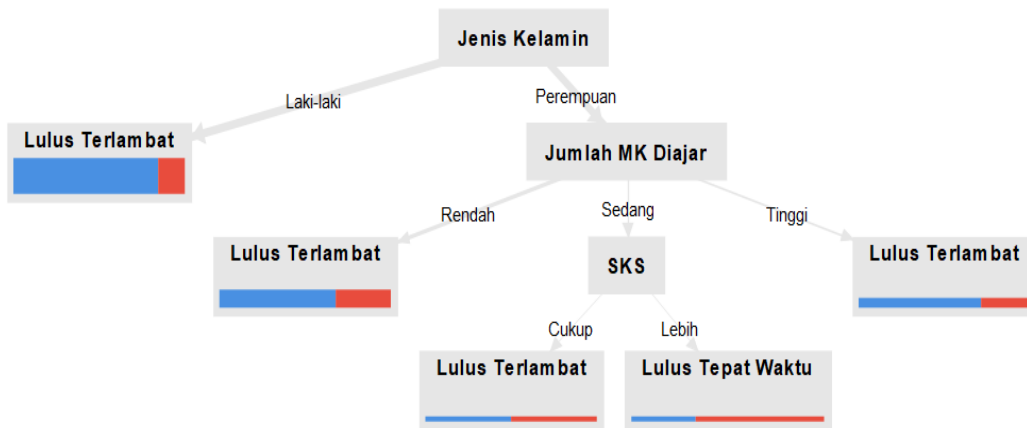 Jenis Kelamin
Laki-laki
Perempuan
Lulus Terlambat
Jumlah MK Diajar
Rendah
Sedang
Tinggi
Lulus Terlambat
SKS
Lulus Terlambat
Cukup
Lebih
Lulus Terlambat
Lulus Tepat Waktu